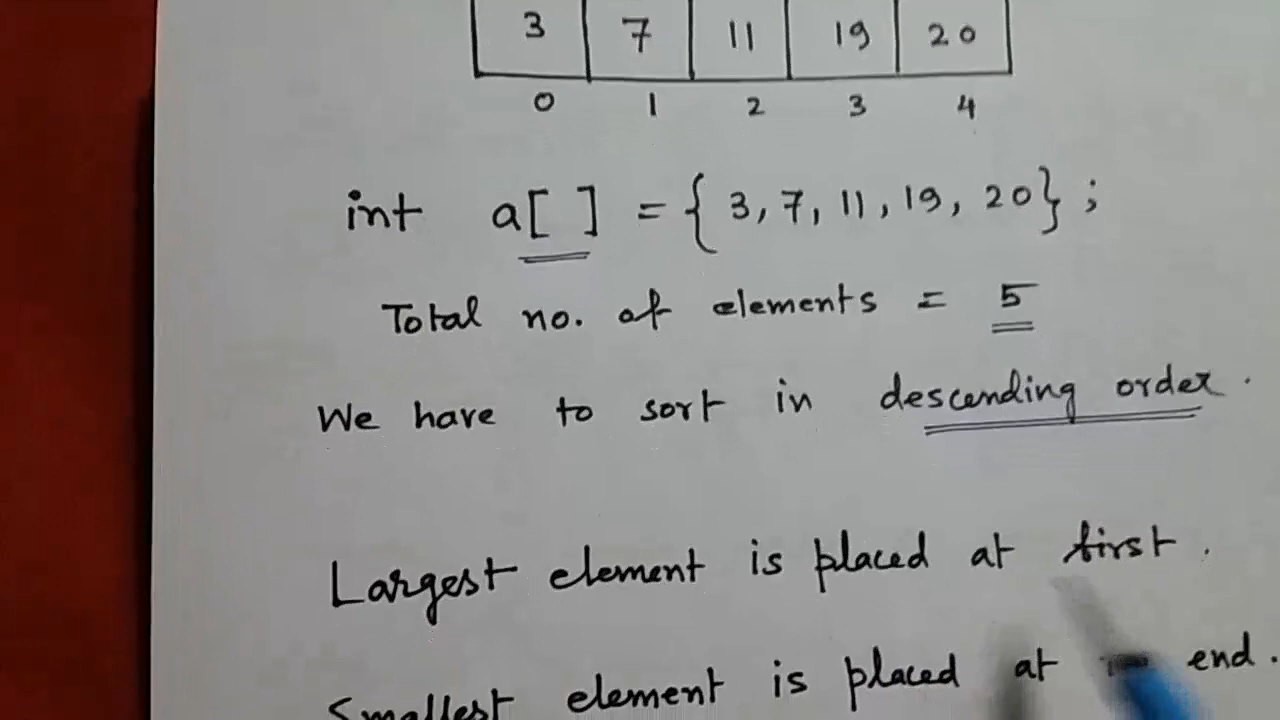 3 7 11 19 20
0 1 2 3 4
int a[ ] = { 3, 7, 11, 19, 20 } ;
Total no. of elements = 5
We have to sort in descending order.
Largest element is placed at first.
Smallest element is placed at end.